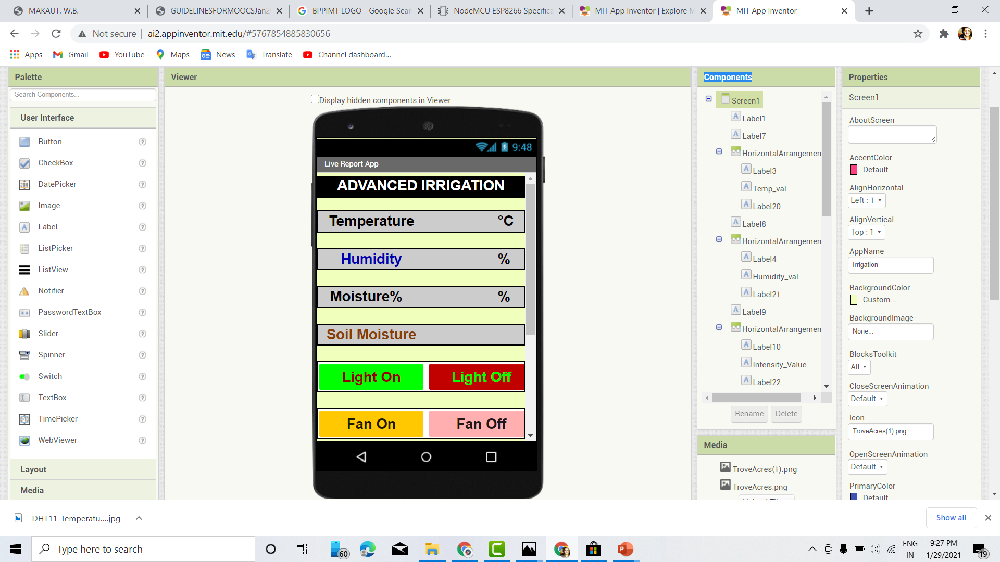 MAKAUT, W.B.
GUIDELINESFORMOOCSJan2
BPPIMT LOGO - Google Sear
NodeMCU ESP8266 Specifica
MIT App Inventor | Explore M
MIT App Inventor
Not secure | ai2.appinventor.mit.edu/#5767854885830656
Apps
Gmail
YouTube
Maps
News
Translate
Channel dashboard...
Palette
Search Components...
User Interface
Button
CheckBox
DatePicker
Image
Label
ListPicker
ListView
Notifier
PasswordTextBox
Slider
Spinner
Switch
TextBox
TimePicker
WebViewer
Layout
Media
Viewer
Display hidden components in Viewer
9:48
Live Report App
ADVANCED IRRIGATION
Temperature °C
Humidity %
Moisture% %
Soil Moisture
Light On Light Off
Fan On Fan Off
Components
Screen1
Label1
Label7
HorizontalArrangemen
Label3
Temp_val
Label20
Label8
HorizontalArrangemen
Label4
Humidity_val
Label21
Label9
HorizontalArrangemen
Label10
Intensity_Value
Label22
Rename Delete
Media
TroveAcres(1).png
TroveAcres.png
Properties
Screen1
AboutScreen
AccentColor
Default
AlignHorizontal
Left : 1
AlignVertical
Top : 1
AppName
Irrigation
BackgroundColor
Custom...
BackgroundImage
None...
BlocksToolkit
All
CloseScreenAnimation
Default
Icon
TroveAcres(1).png...
OpenScreenAnimation
Default
PrimaryColor
Default
DHT11-Temperatu....jpg
Show all
Type here to search
60
ENG
IN
9:27 PM
1/29/2021
19